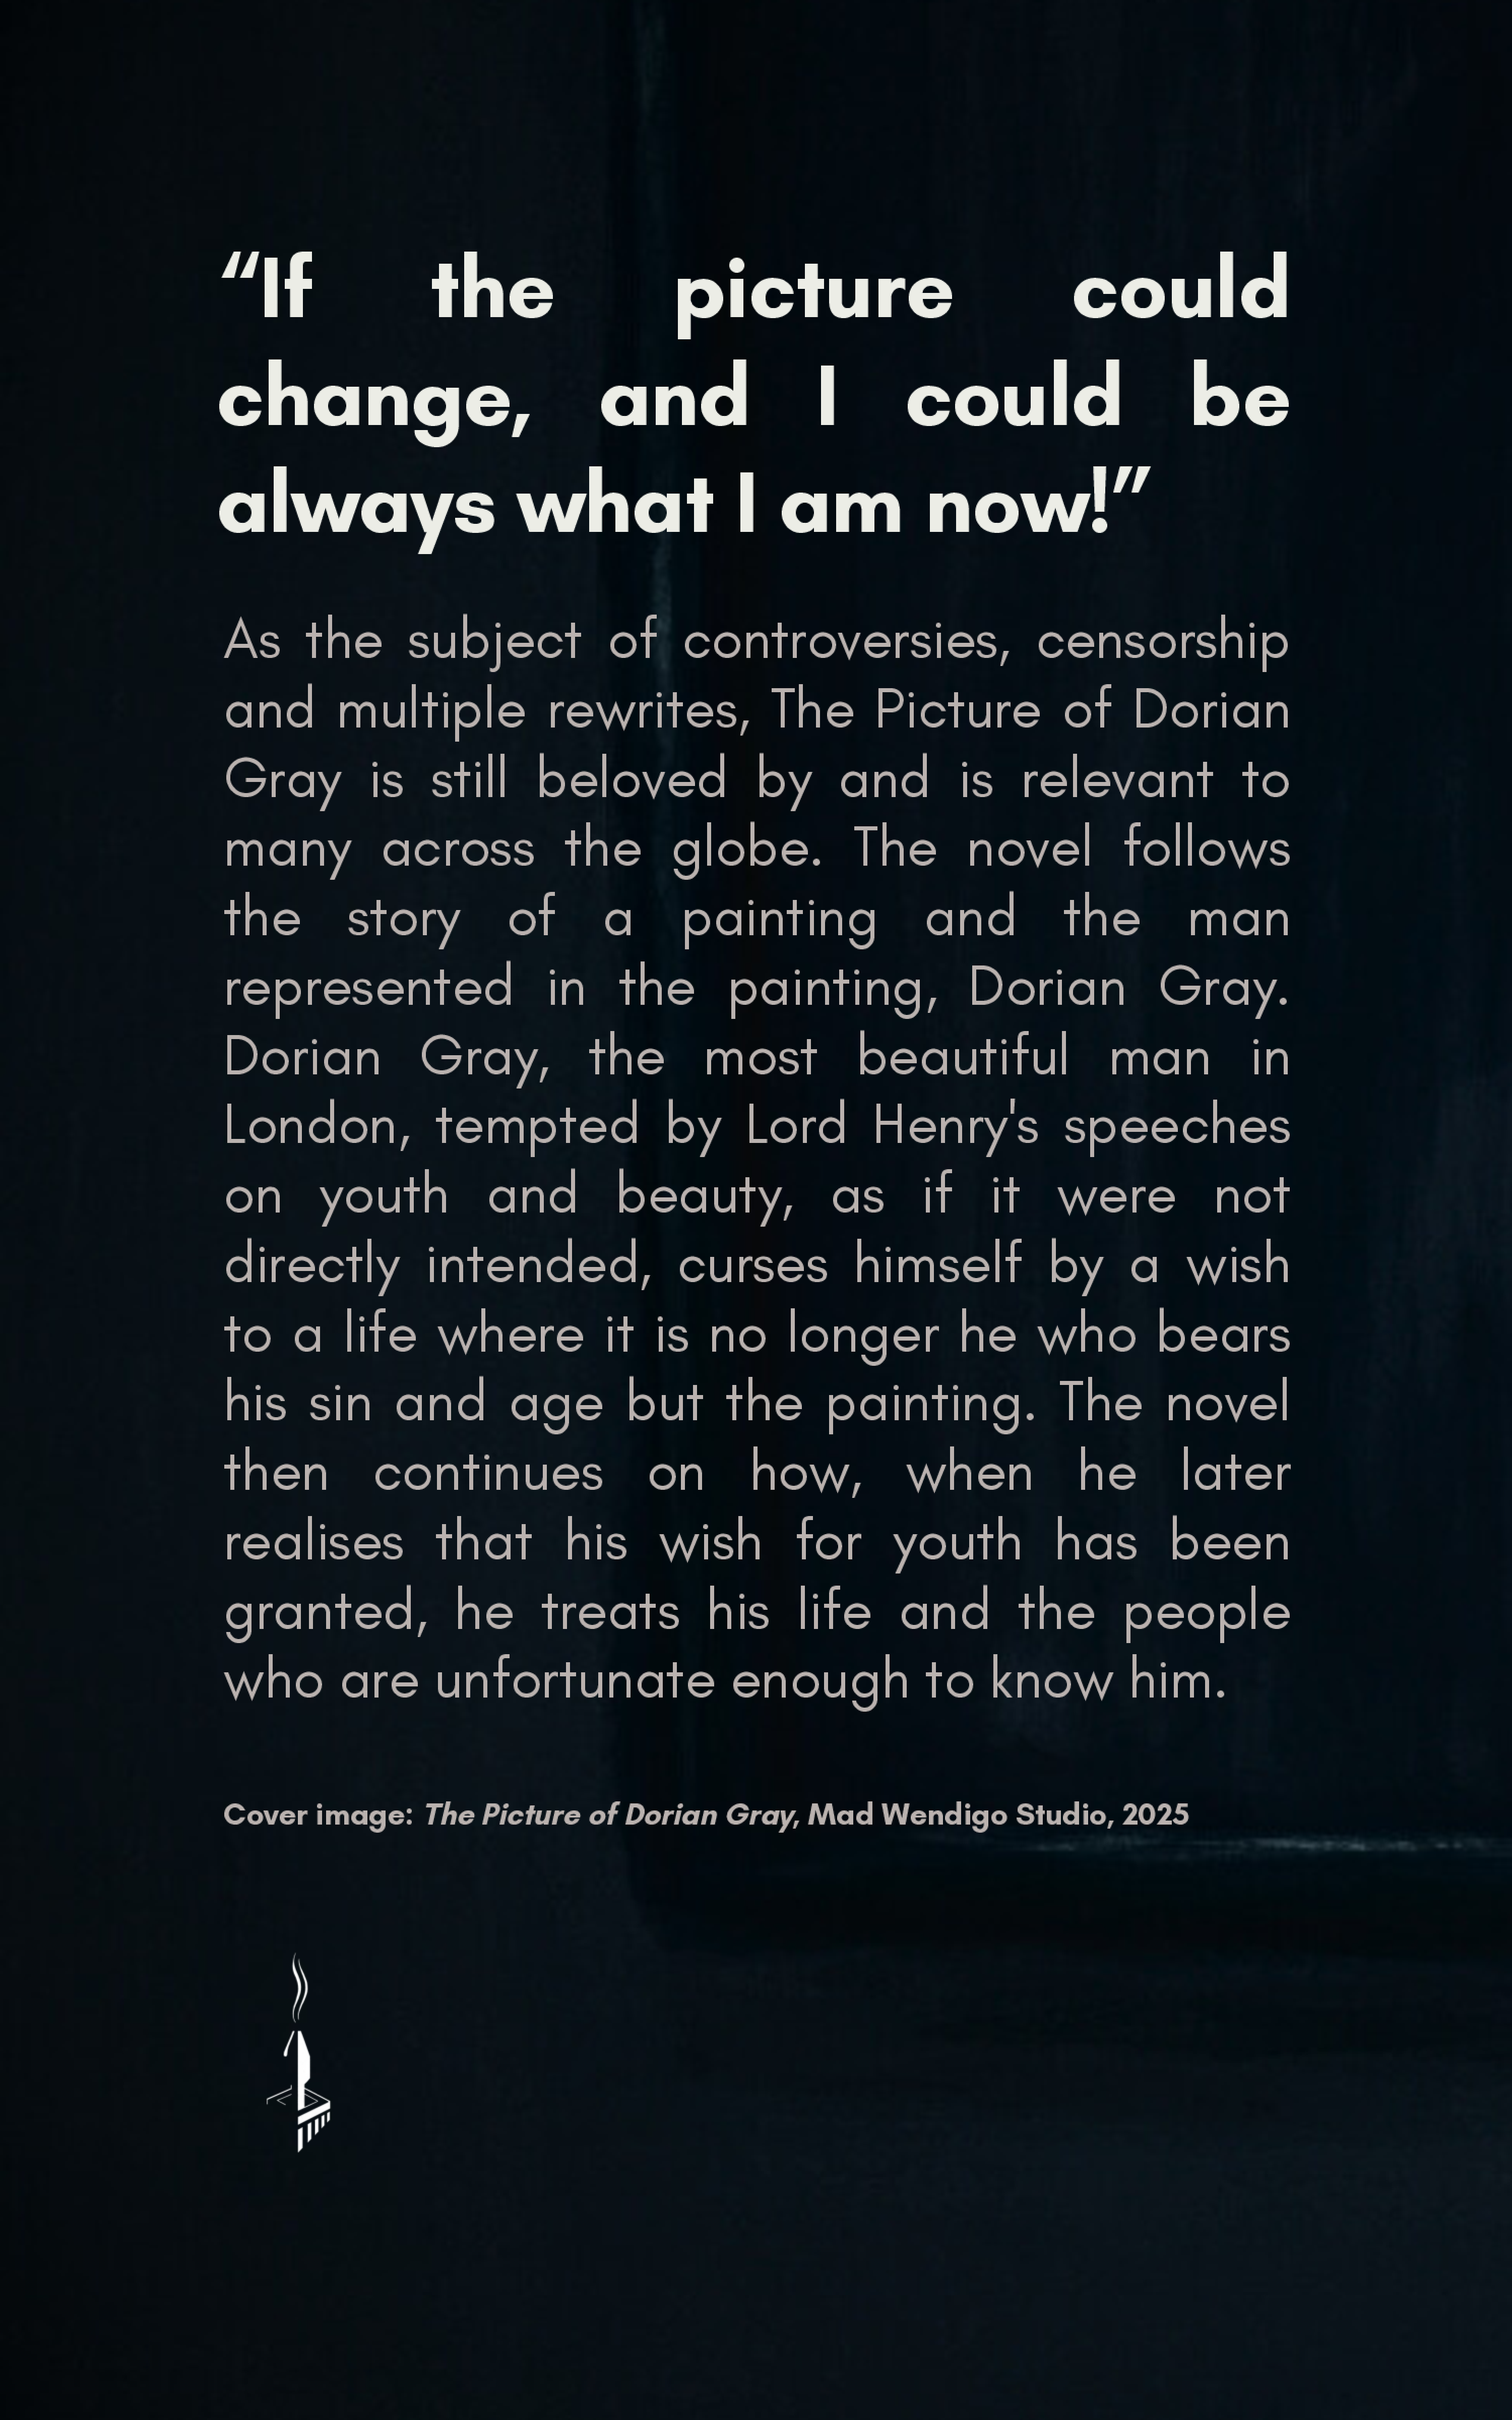 “If the picture could
change, and I could be
always what I am now!”
As the subject of controversies, censorship
and multiple rewrites, The Picture of Dorian
Gray is still beloved by and is relevant to
many across the globe. The novel follows
the story of a painting and the man
represented in the painting, Dorian Gray.
Dorian Gray, the most beautiful man in
London, tempted by Lord Henry's speeches
on youth and beauty, as if it were not
directly intended, curses himself by a wish
to a life where it is no longer he who bears
his sin and age but the painting. The novel
then continues on how, when he later
realises that his wish for youth has been
granted, he treats his life and the people
who are unfortunate enough to know him.
Cover image: The Picture of Dorian Gray, Mad Wendigo Studio, 2025